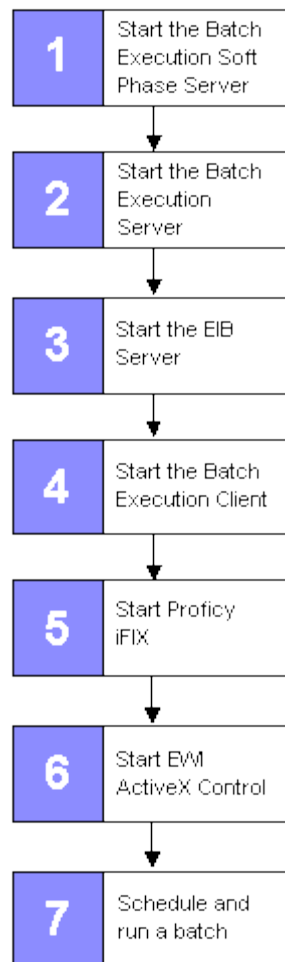 1
Start the Batch
Execution Soft
Phase Server
2
Start the Batch
Execution
Server
3
Start the EIB
Server
4
Start the Batch
Execution Client
5
Start Proficy
iFIX
6
Start EWI
ActiveX Control
7
Schedule and
run a batch